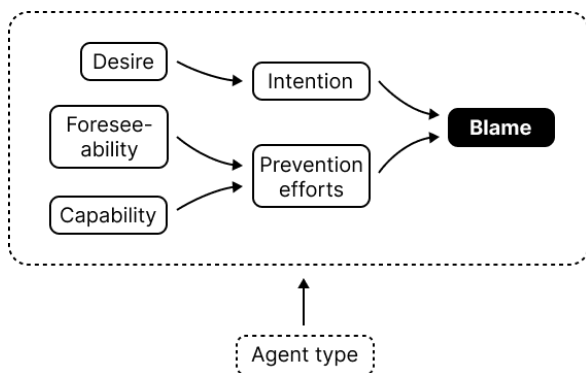 Desire
Intention
Foresee-
ability
Blame
Prevention
efforts
Capability
Agent type